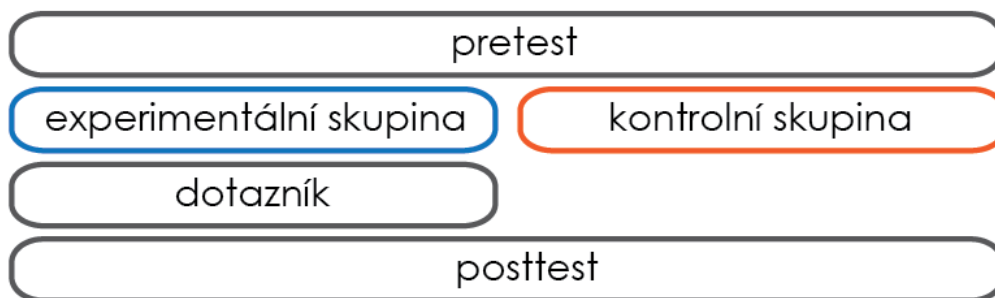 pretest
experimentální skupina
kontrolní skupina
dotazník
posttest